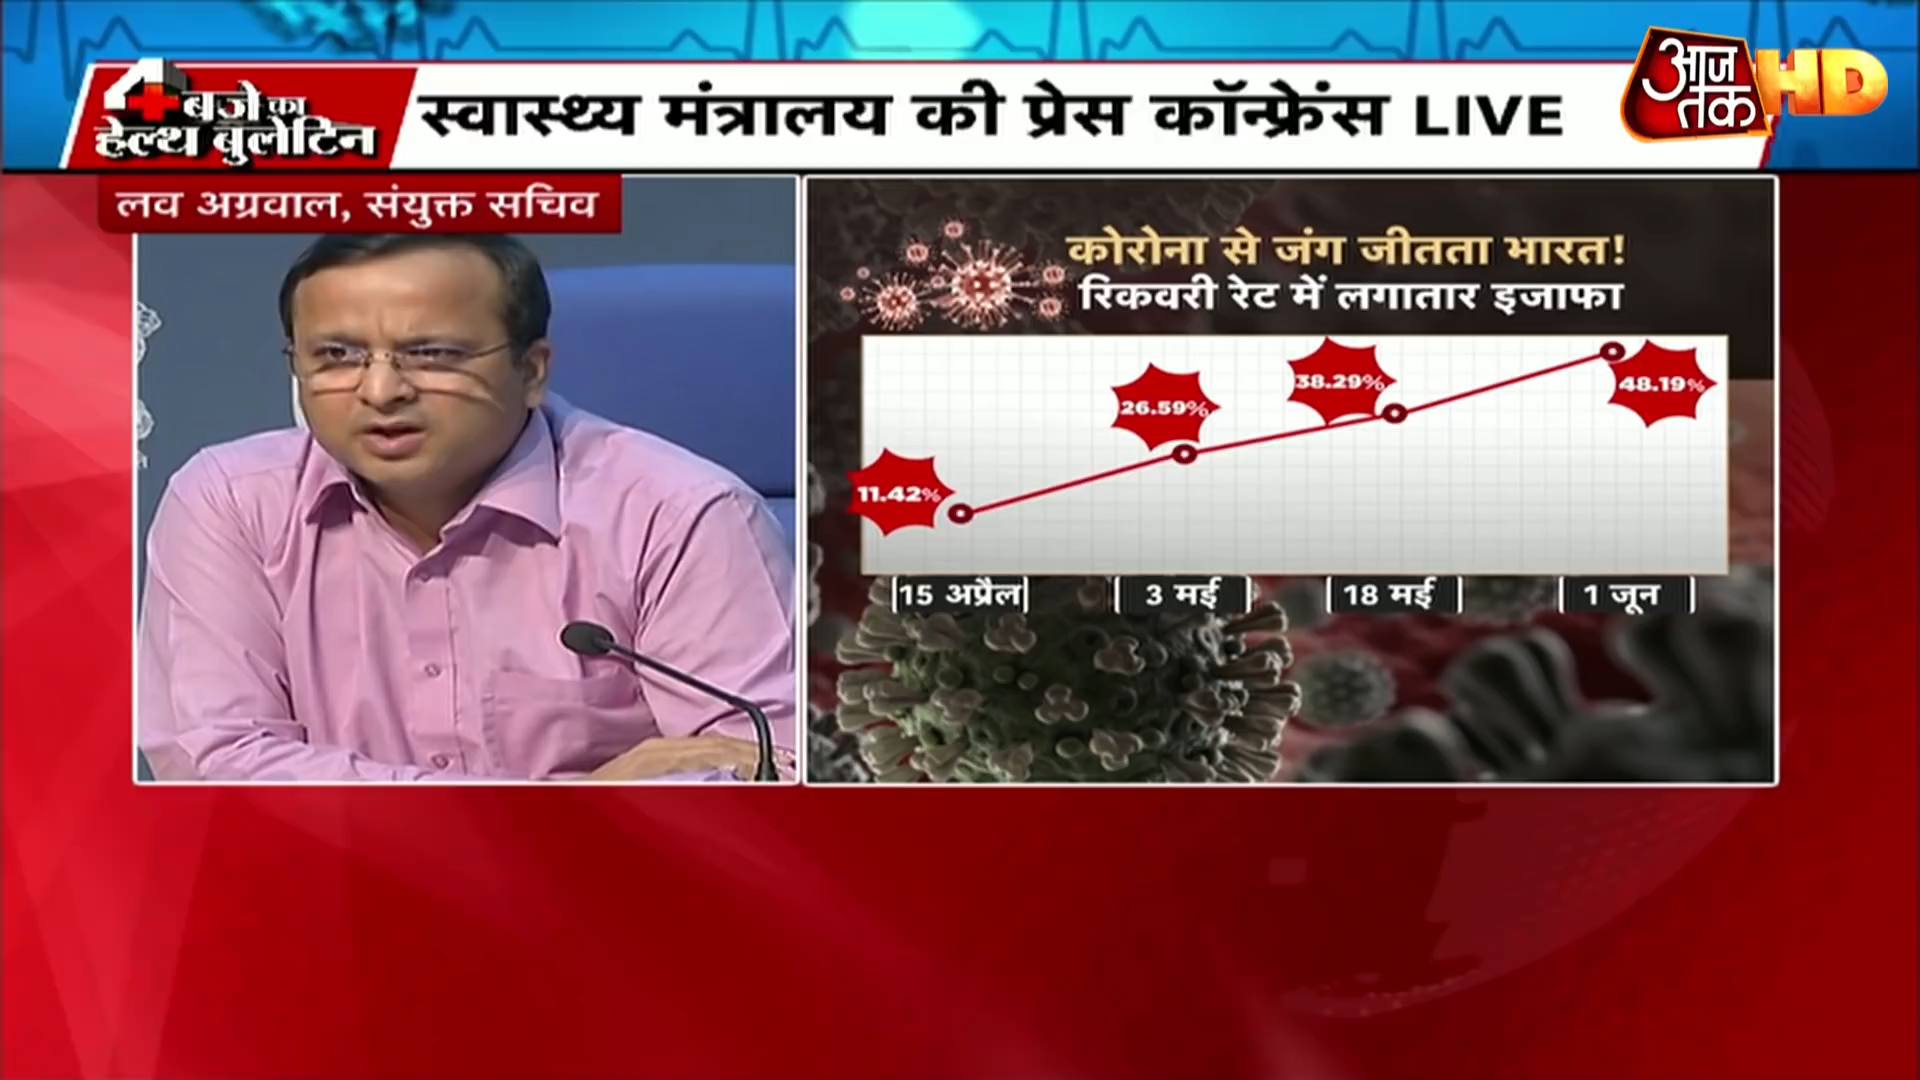 4 बजे का
हेल्थ बुलेटिन
स्वास्थ्य मंत्रालय की प्रेस कॉन्फ्रेंस LIVE
आज तक HD
लव अग्रवाल, संयुक्त सचिव
कोरोना से जंग जीतता भारत!
रिकवरी रेट में लगातार इजाफा
11.42%
26.59%
38.29%
48.19%
15 अप्रैल
3 मई
18 मई
1 जून